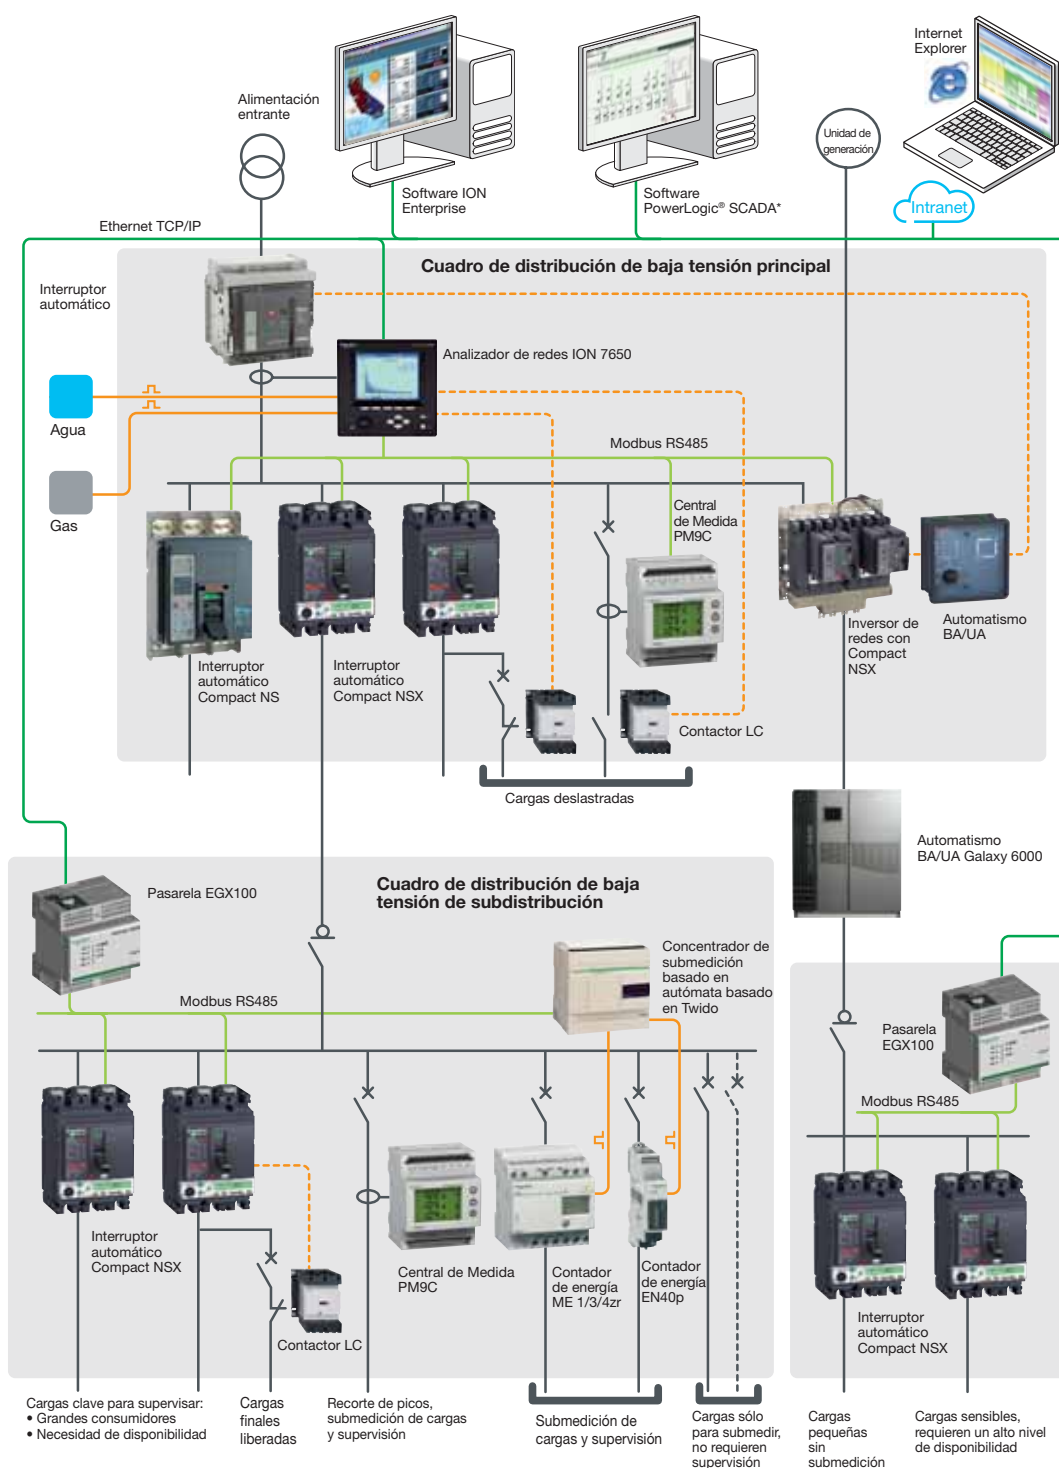 Internet
Explorer
Alimentación
entrante
Unidad de
generación
Software ION
Enterprise
Software
PowerLogic® SCADA*
Intranet
Ethernet TCP/IP
Cuadro de distribución de baja tensión principal
Interruptor
automático
Analizador de redes ION 7650
Agua
Modbus RS485
Gas
Central
de Medida
PM9C
Inversor de
redes con
Compact
NSX
Automatismo
BA/UA
Interruptor
automático
Compact NS
Interruptor
automático
Compact NSX
Contactor LC
Cargas deslastradas
Automatismo
BA/UA Galaxy 6000
Pasarela EGX100
Cuadro de distribución de baja
tensión de subdistribución
Concentrador de
submedición
basado en
autómata basado
en Twido
Modbus RS485
Pasarela
EGX100
Modbus RS485
Interruptor
automático
Compact NSX
Central de Medida
PM9C
Contador
de energía
ME 1/3/4zr
Contador
de energía
EN40p
Contactor LC
Interruptor
automático
Compact NSX
Cargas clave para supervisar:
• Grandes consumidores
• Necesidad de disponibilidad
Cargas
finales
liberadas
Recorte de picos,
submedición de cargas
y supervisión
Submedición de
cargas y supervisión
Cargas sólo
para submedir,
no requieren
supervisión
Cargas
pequeñas
sin
submedición
Cargas sensibles,
requieren un alto nivel
de disponibilidad